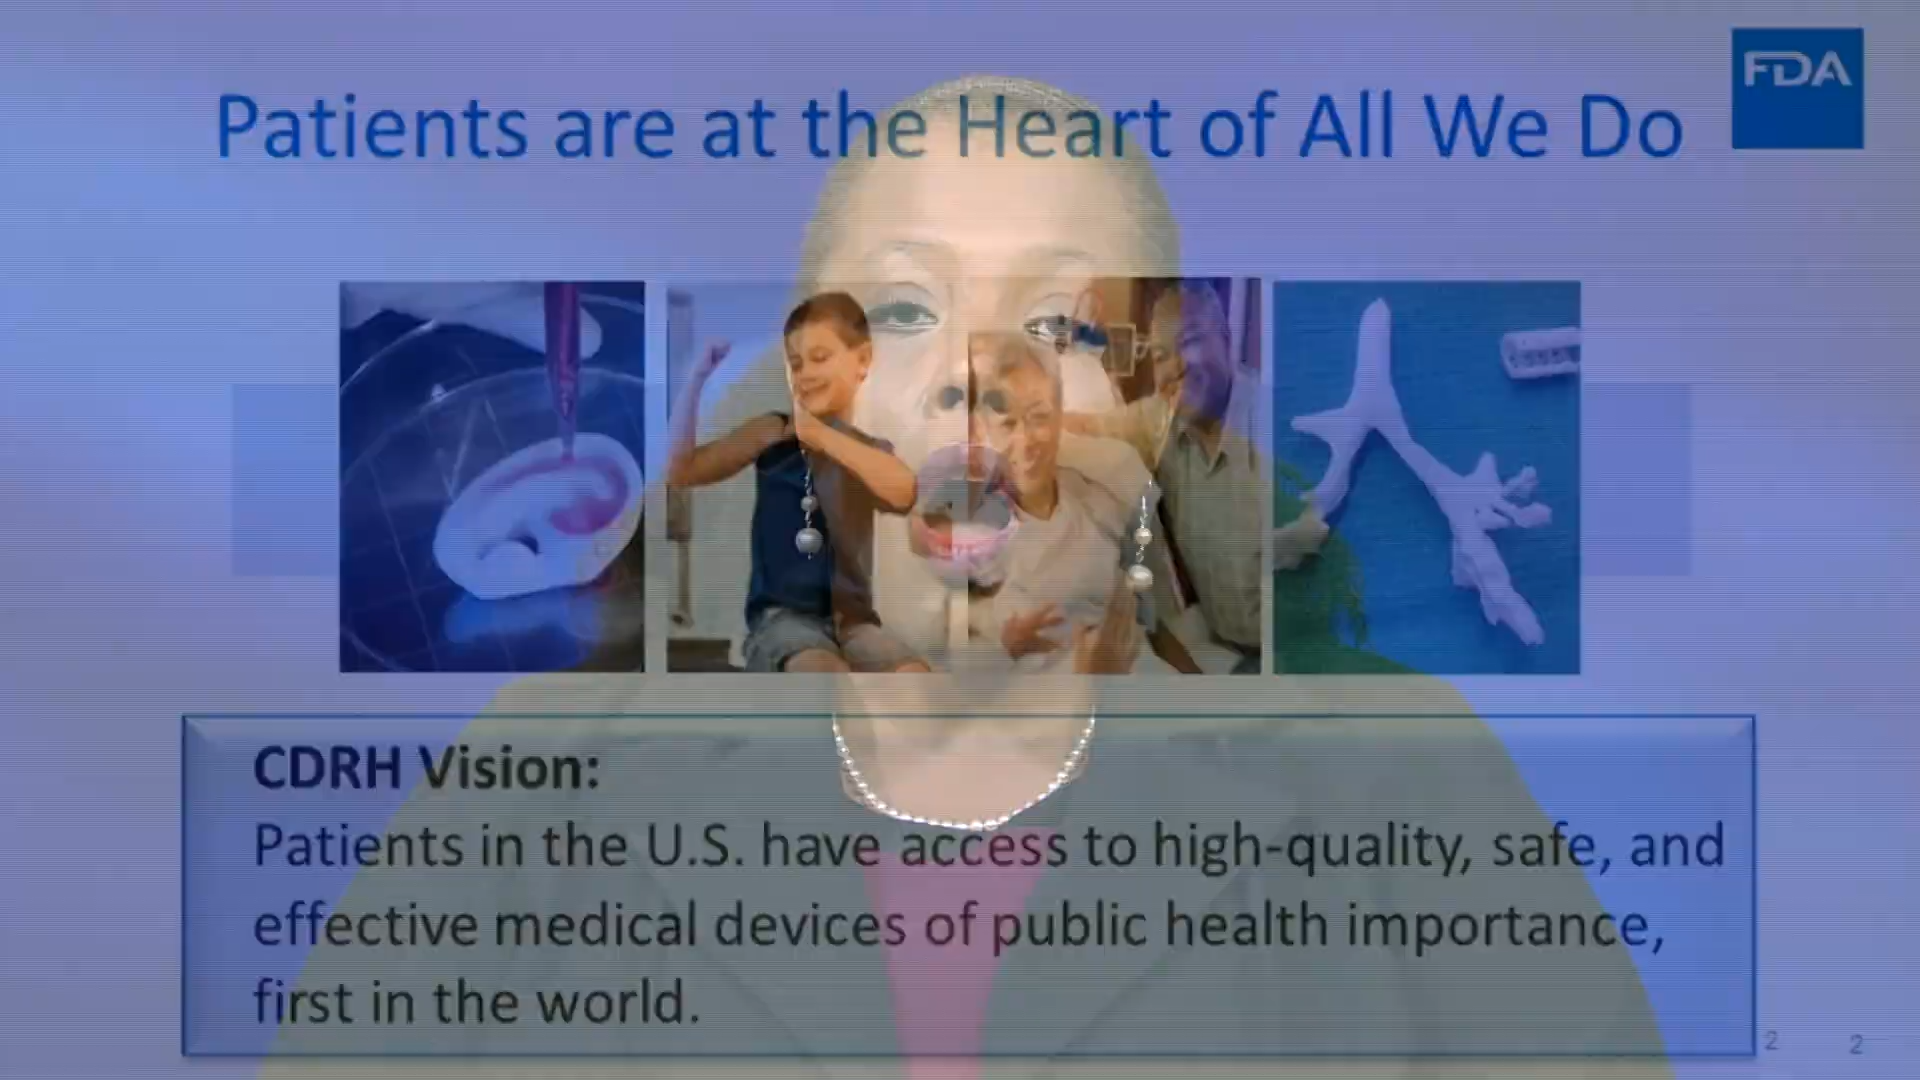 FDA
Patients are at the Heart of All We Do
CDRH Vision:
Patients in the U.S. have access to high-quality, safe, and
effective medical devices of public health importance,
first in the world.
2
2